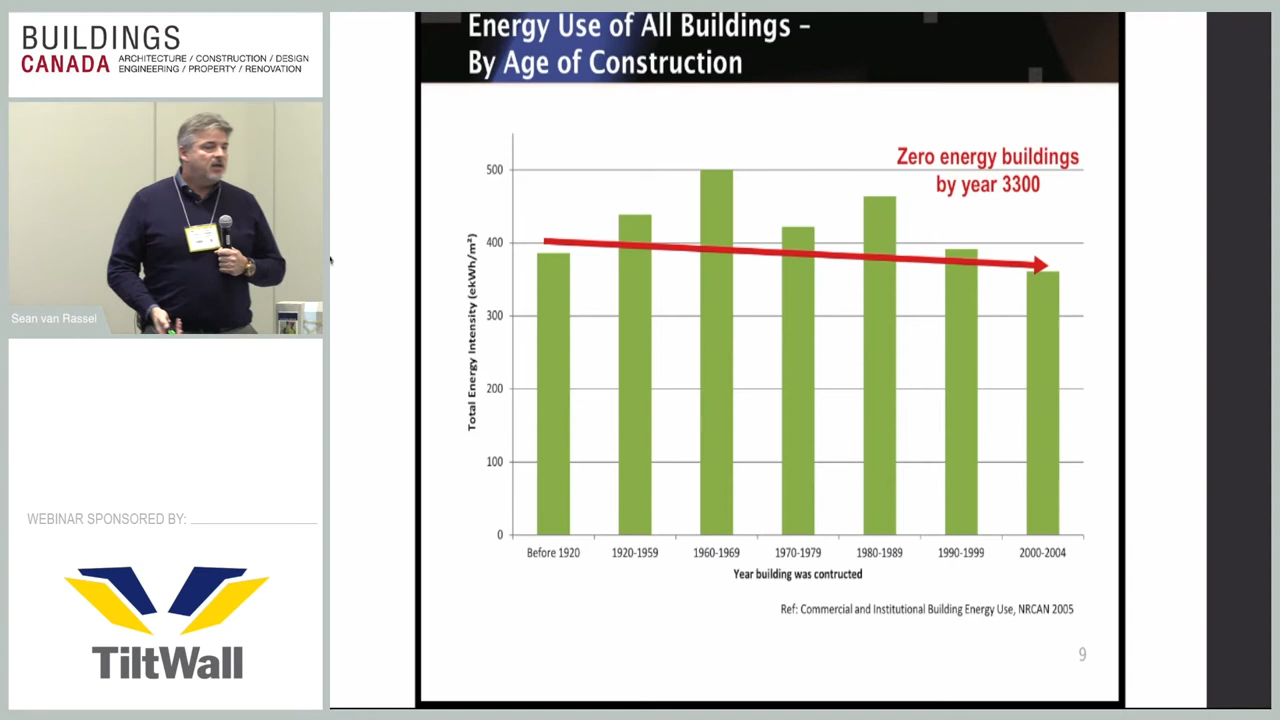 BUILDINGS
CANADA
ARCHITECTURE / CONSTRUCTION / DESIGN
ENGINEERING / PROPERTY / RENOVATION
Sean van Rassel
WEBINAR SPONSORED BY:
TiltWall
Energy Use of All Buildings –
By Age of Construction
Zero energy buildings
by year 3300
Total Energy Intensity (ekWh/m²)
500
400
300
200
100
0
Before 1920 1920-1959 1960-1969 1970-1979 1980-1989 1990-1999 2000-2004
Year building was contructed
Ref: Commercial and Institutional Building Energy Use, NRCAN 2005
9